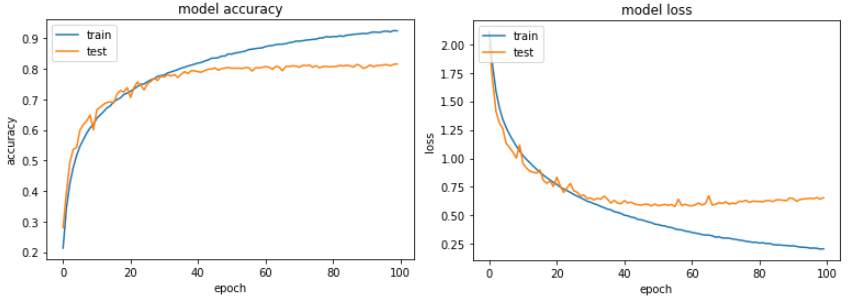 model accuracy
train
test
0.9
0.8
0.7
0.6
0.5
0.4
0.3
0.2
accuracy
0 20 40 60 80 100
epoch
model loss
train
test
2.00
1.75
1.50
1.25
1.00
0.75
0.50
0.25
loss
0 20 40 60 80 100
epoch